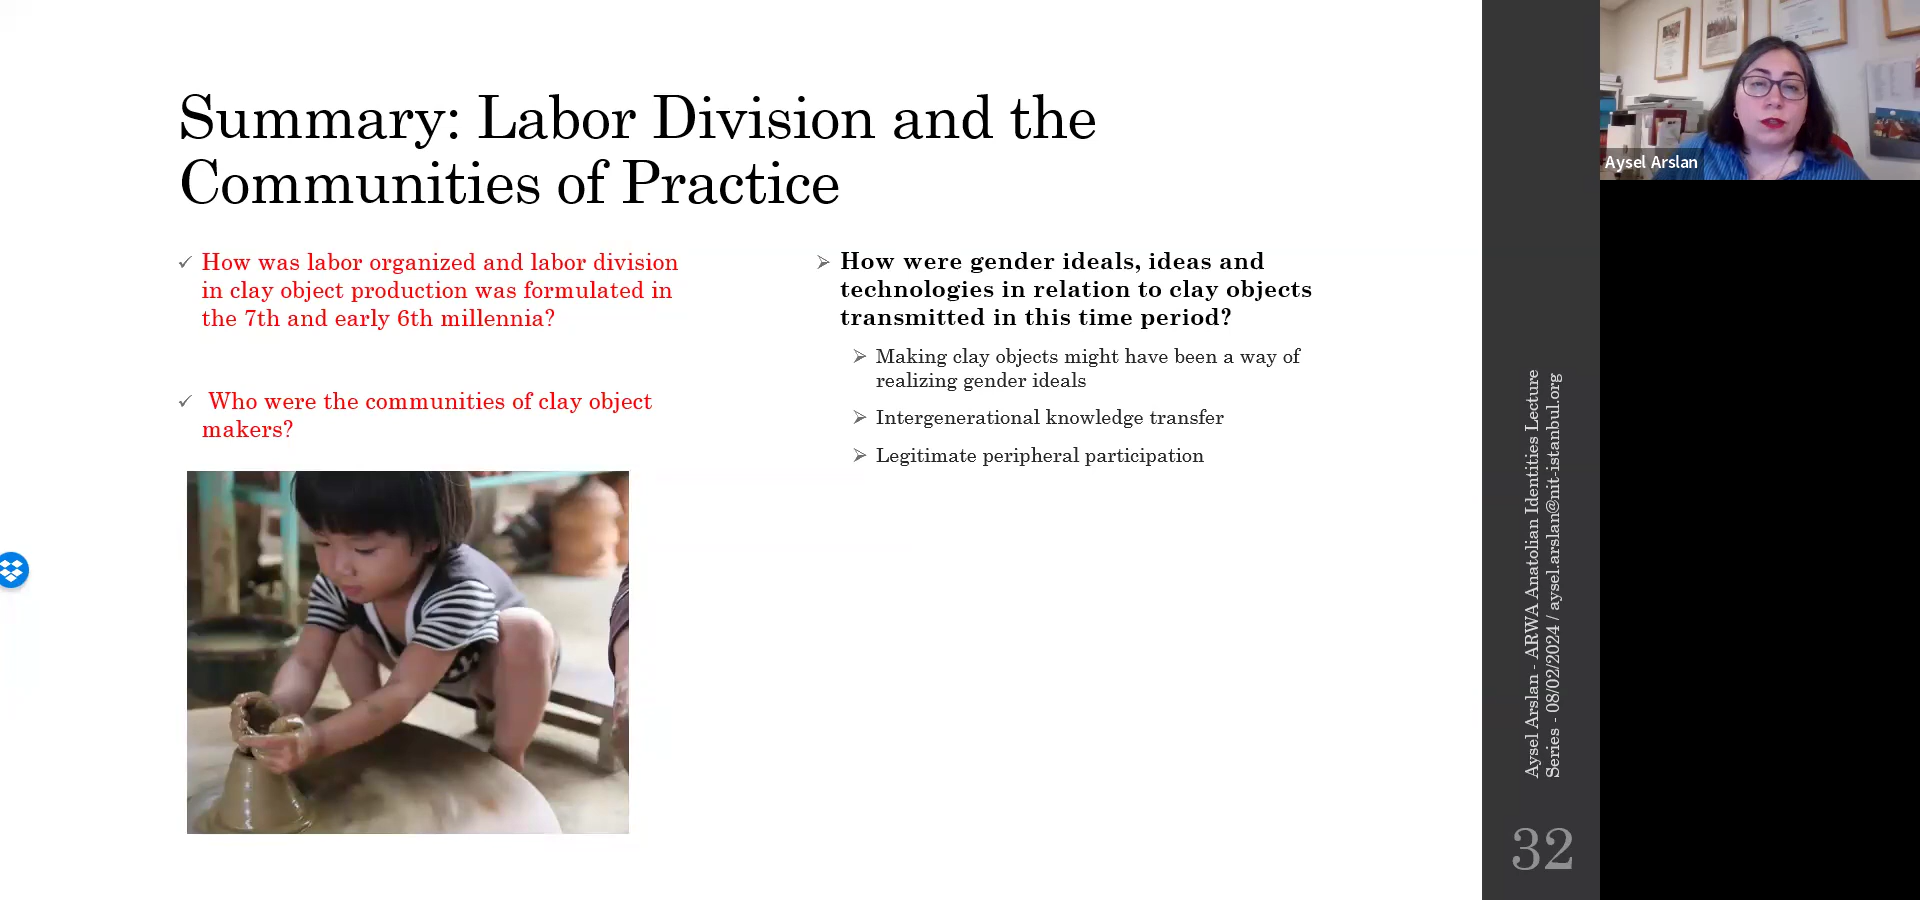 Summary: Labor Division and the
Communities of Practice
How was labor organized and labor division
in clay object production was formulated in
the 7th and early 6th millennia?
Who were the communities of clay object
makers?
How were gender ideals, ideas and
technologies in relation to clay objects
transmitted in this time period?
Making clay objects might have been a way of
realizing gender ideals
Intergenerational knowledge transfer
Legitimate peripheral participation
Aysel Arslan - ARWA Anatolian Identities Lecture
Series - 08/02/2024 / aysel.arslan@nit-istanbul.org
32
Aysel Arslan